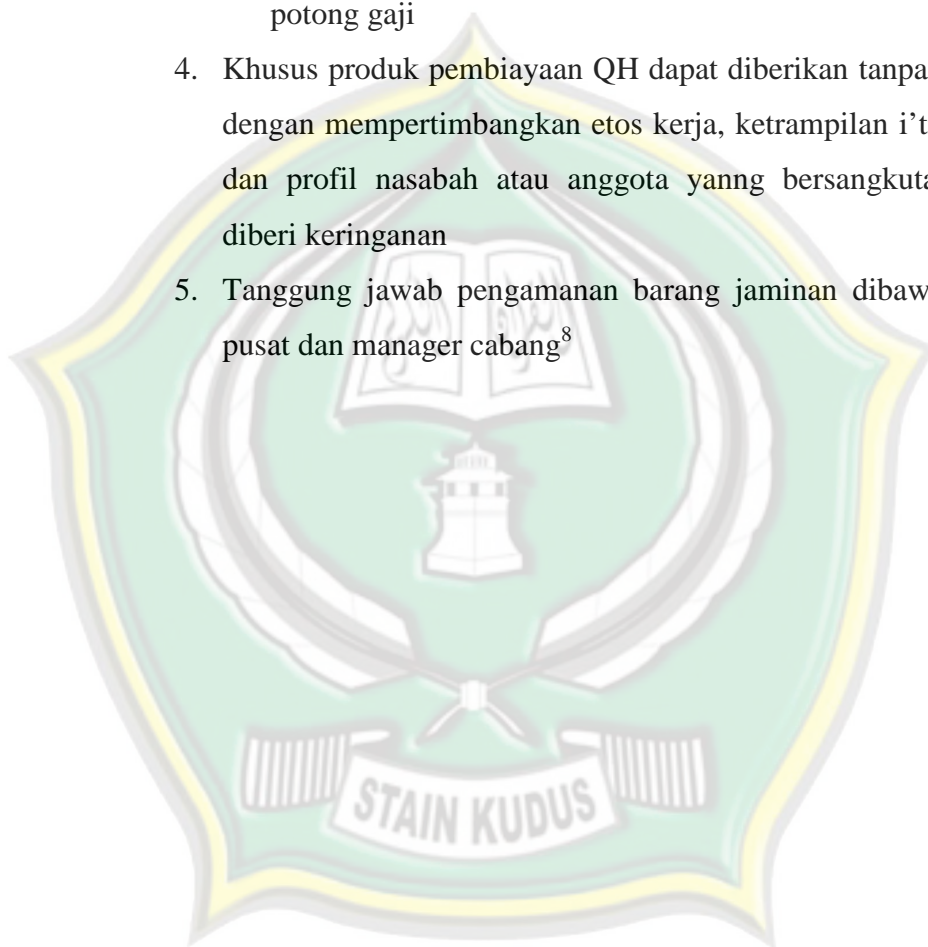 potong gaji
4. Khusus produk pembiayaan QH dapat diberikan tanpa
dengan mempertimbangkan etos kerja, ketrampilan i’t
dan profil nasabah atau anggota yanng bersangkuta
diberi keringanan
5. Tanggung jawab pengamanan barang jaminan dibaw
pusat dan manager cabang8
STAIN KUDUS